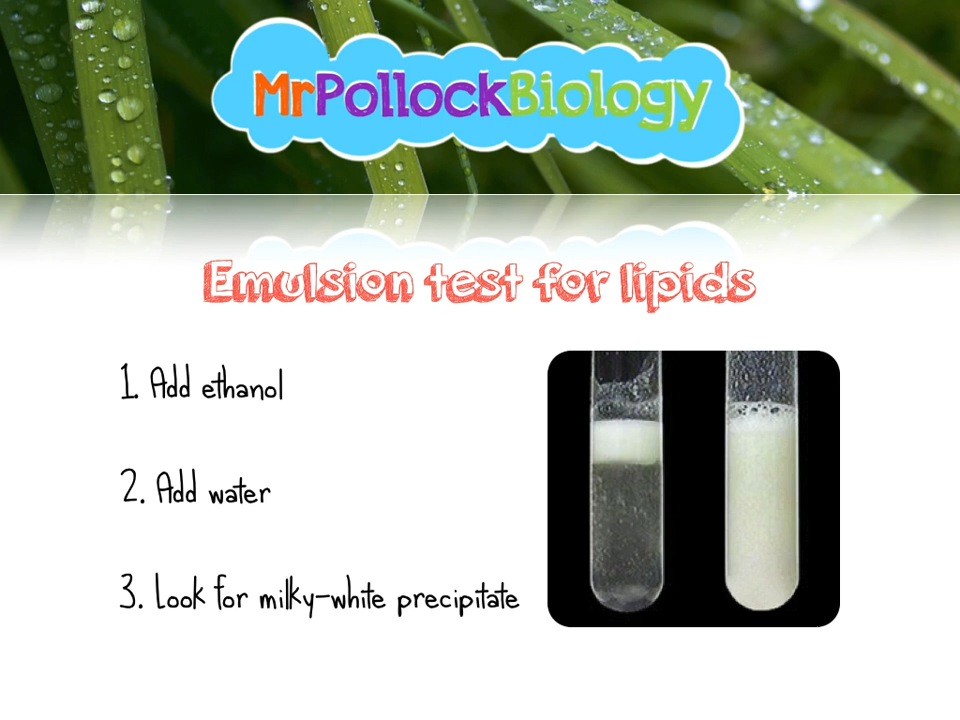 MrPollockBiology
Emulsion test for lipids
1. Add ethanol
2. Add water
3. Look for milky-white precipitate